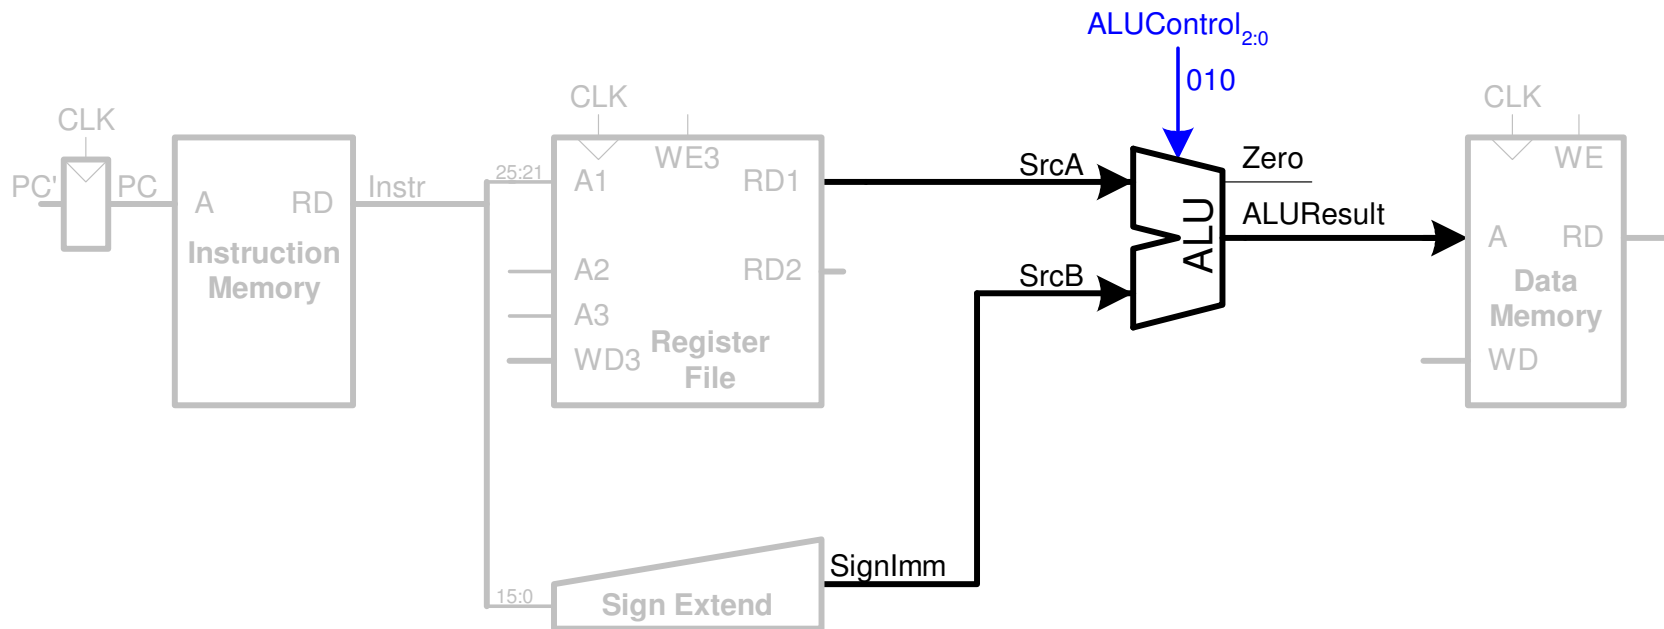 ALUControl2:0
010
CLK
CLK
CLK
PC'
PC
A
RD
Instr
Instruction
Memory
25:21
A1
WE3
RD1
A2
RD2
A3
WD3
Register
File
SrcA
SrcB
ALU
Zero
ALUResult
WE
A
RD
Data
Memory
WD
SignImm
15:0
Sign Extend